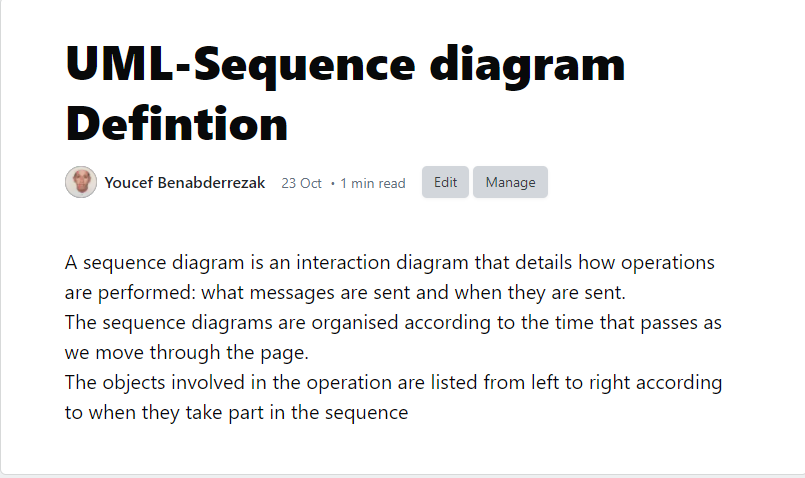 UML-Sequence diagram
Defintion
Youcef Benabderrezak 23 Oct • 1 min read Edit Manage
A sequence diagram is an interaction diagram that details how operations
are performed: what messages are sent and when they are sent.
The sequence diagrams are organised according to the time that passes as
we move through the page.
The objects involved in the operation are listed from left to right according
to when they take part in the sequence